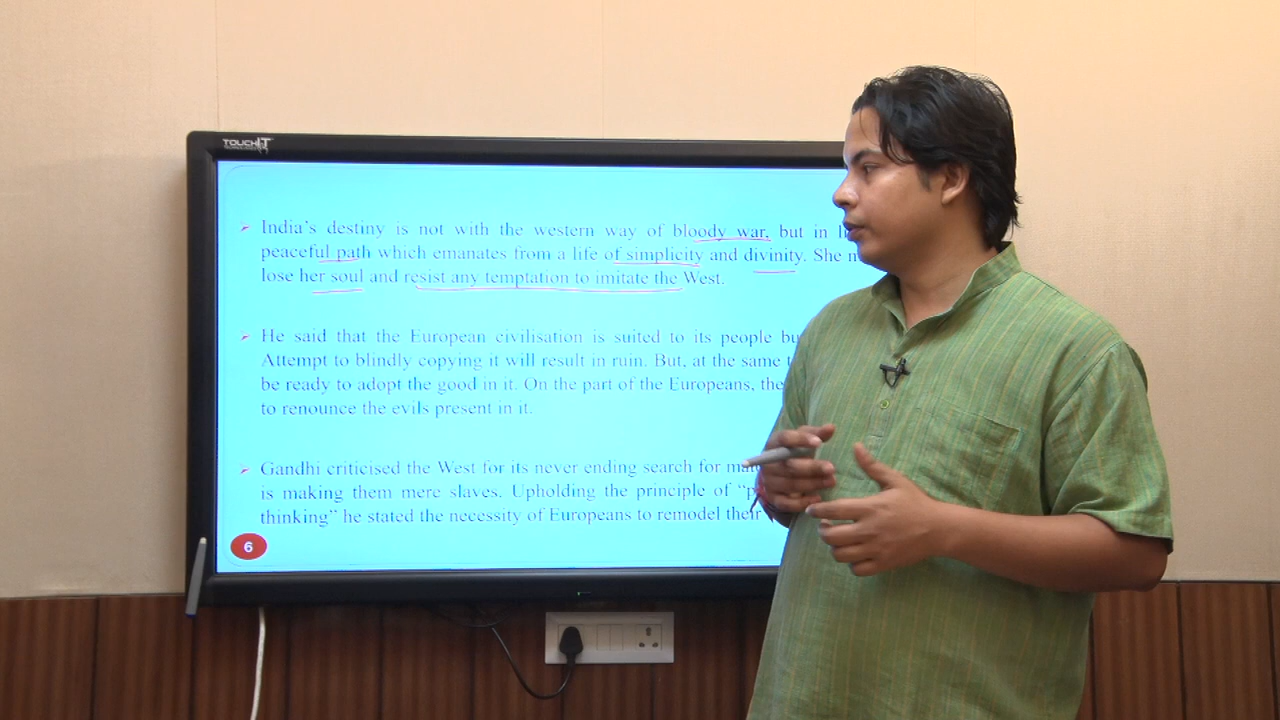 TOUCHIT
India's destiny is not with the western way of bloody war, but in
peaceful path which emanates from a life of simplicity and divinity. She
lose her soul and resist any temptation to imitate the West.
He said that the European civilisation is suited to its people
Attempt to blindly copying it will result in ruin. But, at the same
be ready to adopt the good in it. On the part of the Europeans,
to renounce the evils present in it.
Gandhi criticised the West for its never ending search for
is making them mere slaves. Upholding the principle of
thinking" he stated the necessity of Europeans to remodel their
6